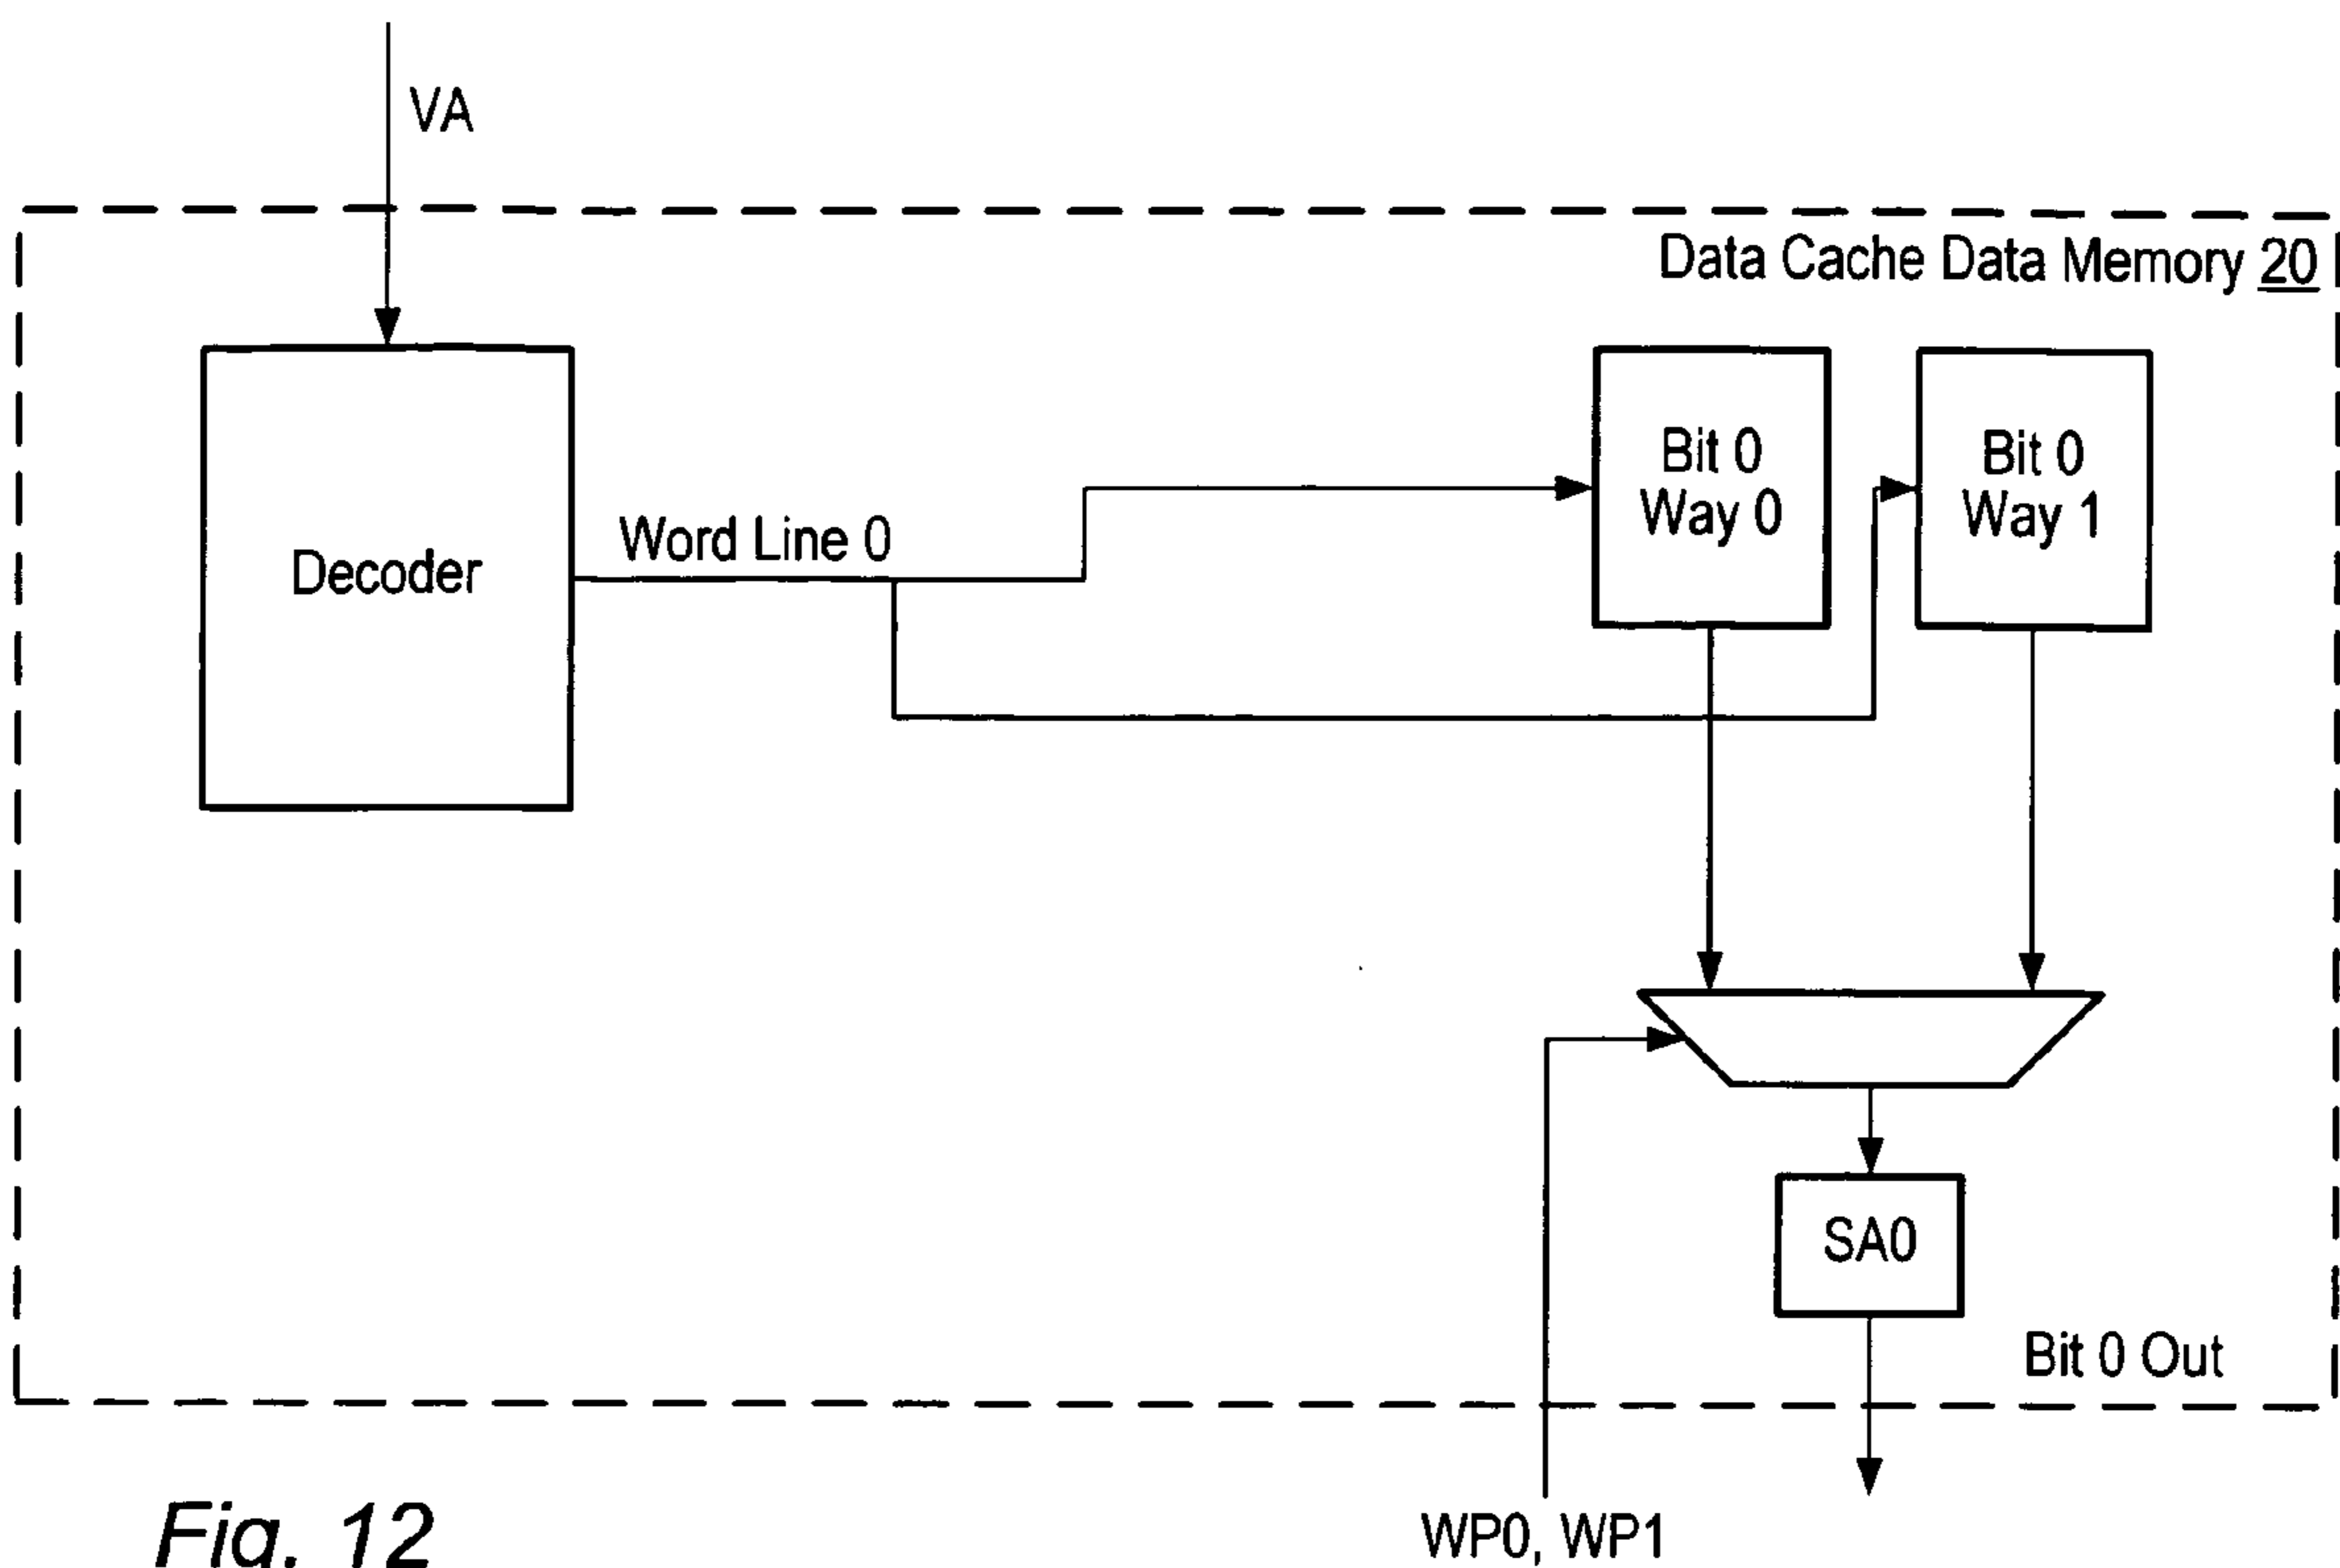 VA
Data Cache Data Memory 20
Decoder
Word Line 0
Bit 0
Way 0
Bit 0
Way 1
SA0
Bit 0 Out
WP0, WP1
Fig. 12